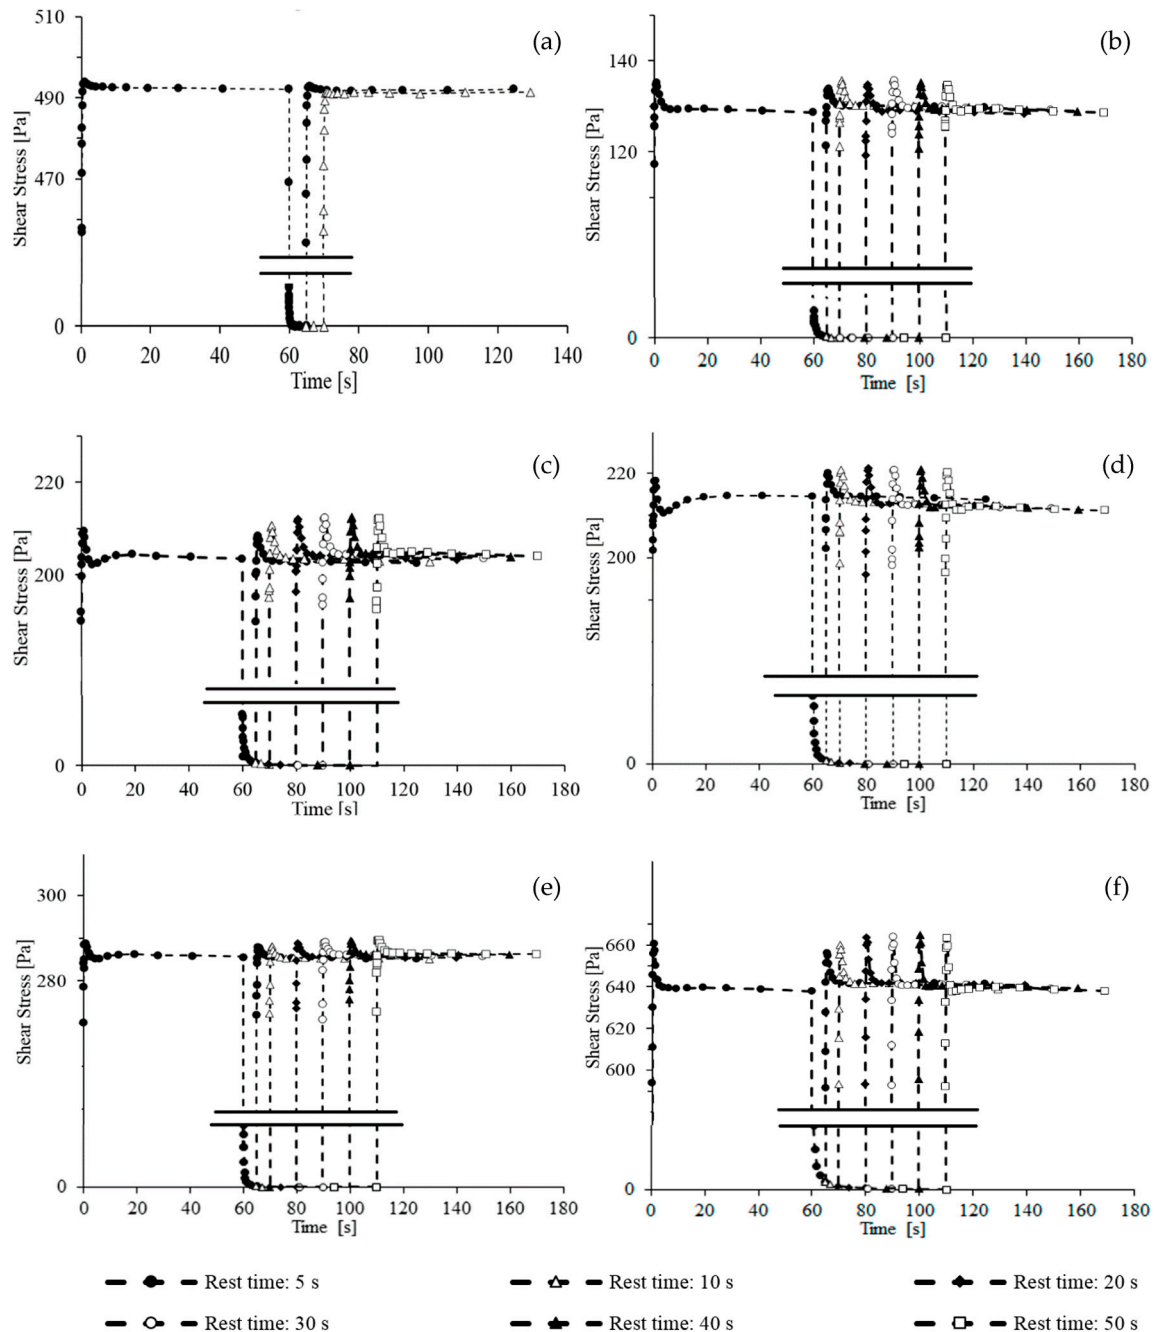 (a)
510
490
470
0
Shear Stress [Pa]
0 20 40 60 80 100 120 140
Time [s]
(b)
140
120
0
Shear Stress [Pa]
0 20 40 60 80 100 120 140 160 180
Time [s]
(c)
220
200
0
Shear Stress [Pa]
0 20 40 60 80 100 120 140 160 180
Time [s]
(d)
220
200
0
Shear Stress [Pa]
0 20 40 60 80 100 120 140 160 180
Time [s]
(e)
300
280
0
Shear Stress [Pa]
0 20 40 60 80 100 120 140 160 180
Time [s]
(f)
660
640
620
600
0
Shear Stress [Pa]
0 20 40 60 80 100 120 140 160 180
Time [s]
Rest time: 5 s Rest time: 10 s Rest time: 20 s
Rest time: 30 s Rest time: 40 s Rest time: 50 s